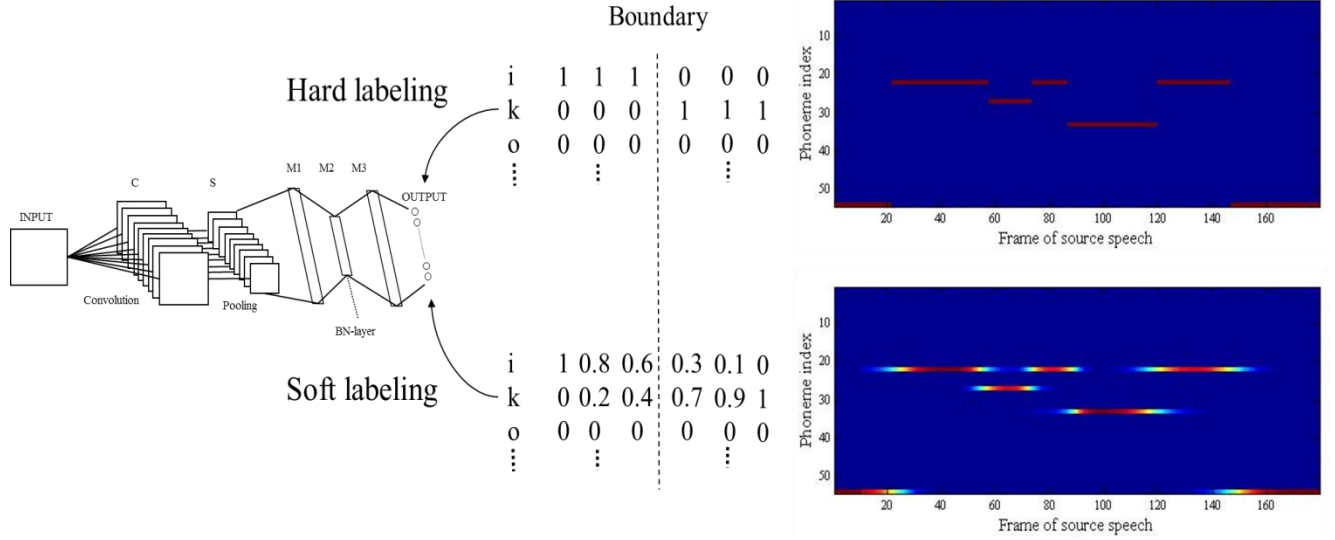 Boundary
Hard labeling
i 1 1 1 0 0 0
k 0 0 0 1 1 1
o 0 0 0 0 0 0
INPUT
C
S
M1 M2 M3
OUTPUT
Convolution
Pooling
BN-layer
Soft labeling
i 1 0.8 0.6 0.3 0.1 0
k 0 0.2 0.4 0.7 0.9 1
o 0 0 0 0 0 0
Phoneme index
10
20
30
40
50
20 40 60 80 100 120 140 160
Frame of source speech
Phoneme index
10
20
30
40
50
20 40 60 80 100 120 140 160
Frame of source speech